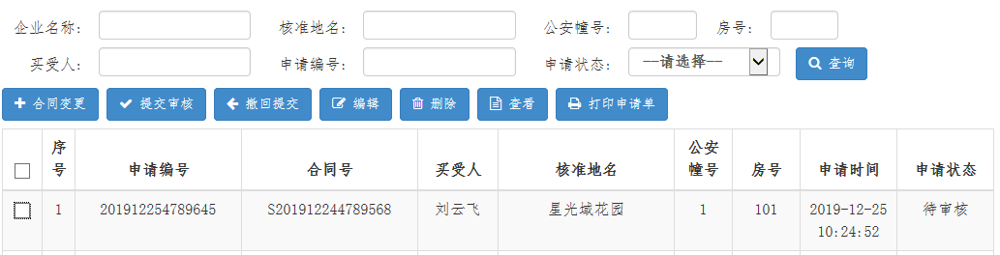 企业名称： 核准地名： 公安幢号： 房号：
买受人： 申请编号： 申请状态： --请选择-- 查询
合同变更 提交审核 撤回提交 编辑 删除 查看 打印申请单
序号 申请编号 合同号 买受人 核准地名 公安幢号 房号 申请时间 申请状态
1 201912254789645 S201912244789568 刘云飞 星光域花园 1 101 2019-12-25 10:24:52 待审核